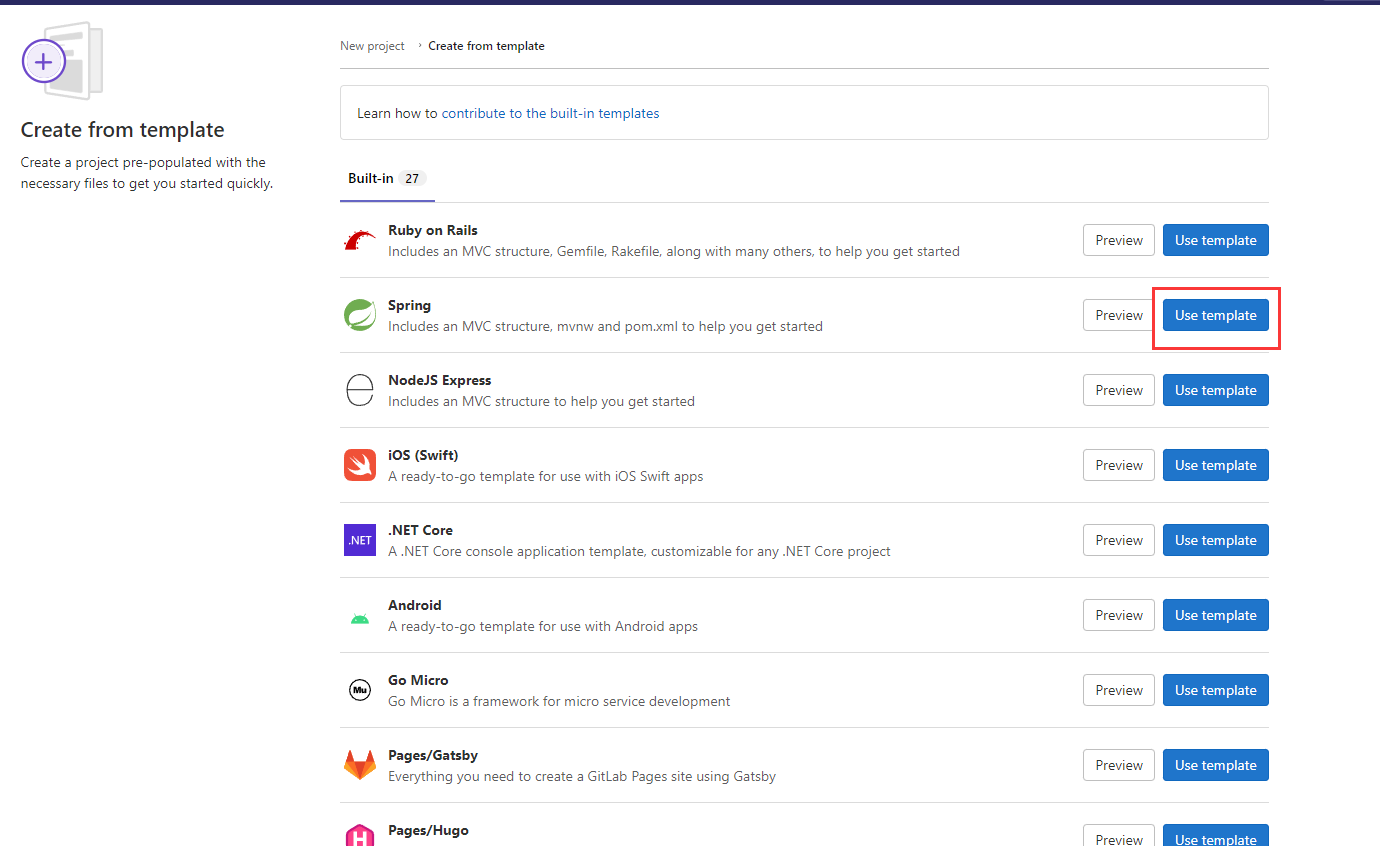 New project › Create from template
Create from template
Create a project pre-populated with the
necessary files to get you started quickly.
Learn how to contribute to the built-in templates
Built-in 27
Ruby on Rails
Includes an MVC structure, Gemfile, Rakefile, along with many others, to help you get started
Preview Use template
Spring
Includes an MVC structure, mvnw and pom.xml to help you get started
Preview Use template
NodeJS Express
Includes an MVC structure to help you get started
Preview Use template
iOS (Swift)
A ready-to-go template for use with iOS Swift apps
Preview Use template
.NET
.NET Core
A .NET Core console application template, customizable for any .NET Core project
Preview Use template
Android
A ready-to-go template for use with Android apps
Preview Use template
Mu
Go Micro
Go Micro is a framework for micro service development
Preview Use template
Pages/Gatsby
Everything you need to create a GitLab Pages site using Gatsby
Preview Use template
H
Pages/Hugo
Preview Use template